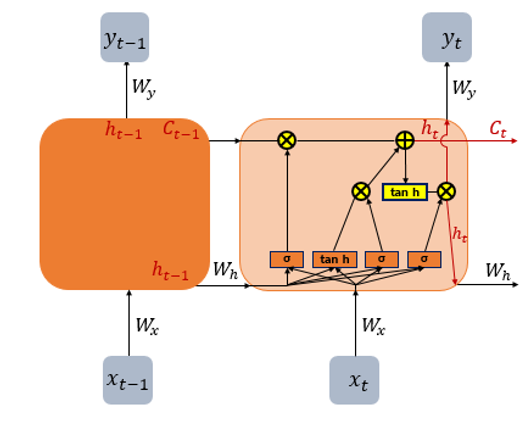 y_{t-1} y_t
W_y W_y
h_{t-1} C_{t-1} h_t C_t
tan h
h_t
σ tan h σ σ
h_{t-1} W_h W_h
W_x W_x
x_{t-1} x_t